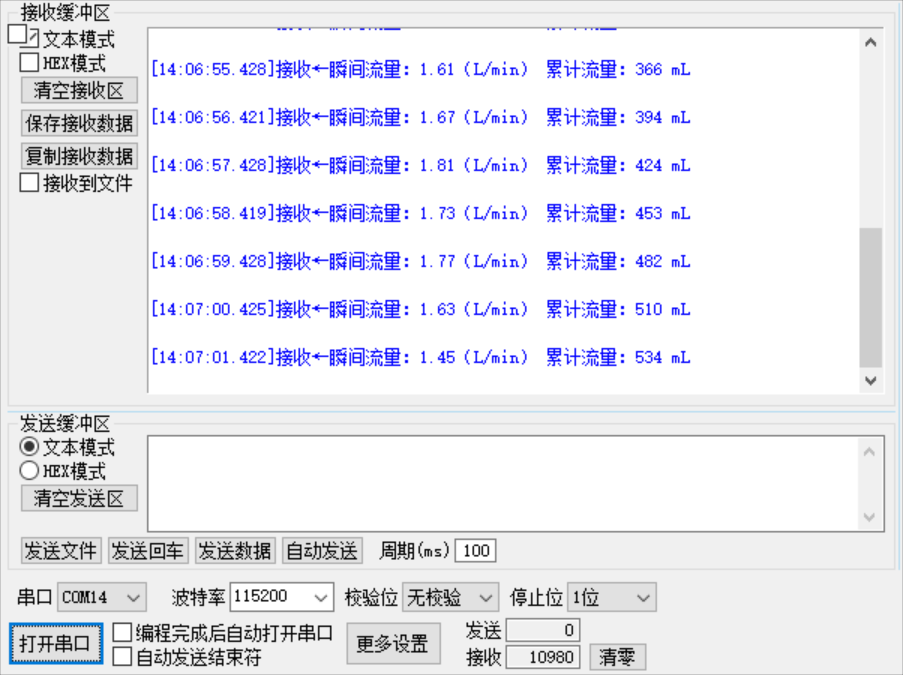 接收缓冲区
文本模式
HEX模式
清空接收区
保存接收数据
复制接收数据
接收到文件
[14:06:55.428]接收←瞬间流量: 1.61 (L/min) 累计流量: 366 mL
[14:06:56.421]接收←瞬间流量: 1.67 (L/min) 累计流量: 394 mL
[14:06:57.428]接收←瞬间流量: 1.81 (L/min) 累计流量: 424 mL
[14:06:58.419]接收←瞬间流量: 1.73 (L/min) 累计流量: 453 mL
[14:06:59.428]接收←瞬间流量: 1.77 (L/min) 累计流量: 482 mL
[14:07:00.425]接收←瞬间流量: 1.63 (L/min) 累计流量: 510 mL
[14:07:01.422]接收←瞬间流量: 1.45 (L/min) 累计流量: 534 mL
发送缓冲区
文本模式
HEX模式
清空发送区
发送文件 发送回车 发送数据 自动发送 周期(ms) 100
串口 COM14 波特率 115200 校验位 无校验 停止位 1位
打开串口 编程完成后自动打开串口 更多设置 发送 0
自动发送结束符 接收 10980 清零